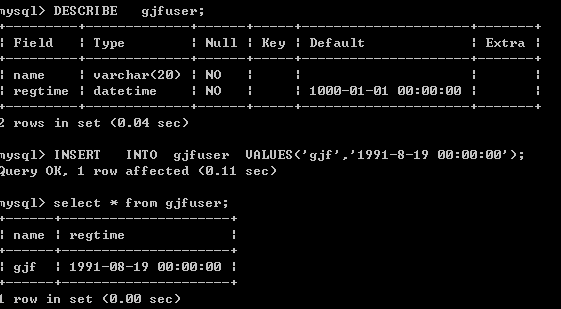 mysql> DESCRIBE   gjfuser;
+---------+-------------+------+-----+---------------------+-------+
| Field   | Type        | Null | Key | Default             | Extra |
+---------+-------------+------+-----+---------------------+-------+
| name    | varchar(20) | NO   |     |                     |       |
| regtime | datetime    | NO   |     | 1000-01-01 00:00:00 |       |
+---------+-------------+------+-----+---------------------+-------+
2 rows in set (0.04 sec)
mysql> INSERT   INTO  gjfuser  VALUES('gjf','1991-8-19 00:00:00');
Query OK, 1 row affected (0.11 sec)
mysql> select * from gjfuser;
+------+---------------------+
| name | regtime             |
+------+---------------------+
| gjf  | 1991-08-19 00:00:00 |
+------+---------------------+
1 row in set (0.00 sec)